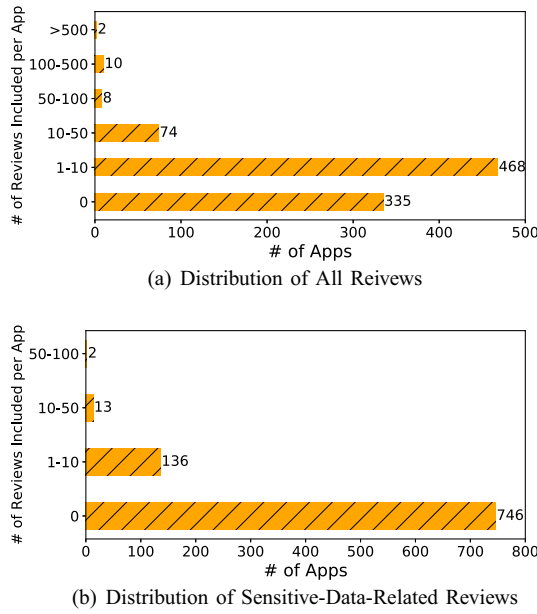 # of Reviews Included per App
>500
2
100-500
10
50-100
8
10-50
74
1-10
468
0
335
0 100 200 300 400 500
# of Apps
(a) Distribution of All Reivews
# of Reviews Included per App
50-100
2
10-50
13
1-10
136
0
746
0 100 200 300 400 500 600 700 800
# of Apps
(b) Distribution of Sensitive-Data-Related Reviews